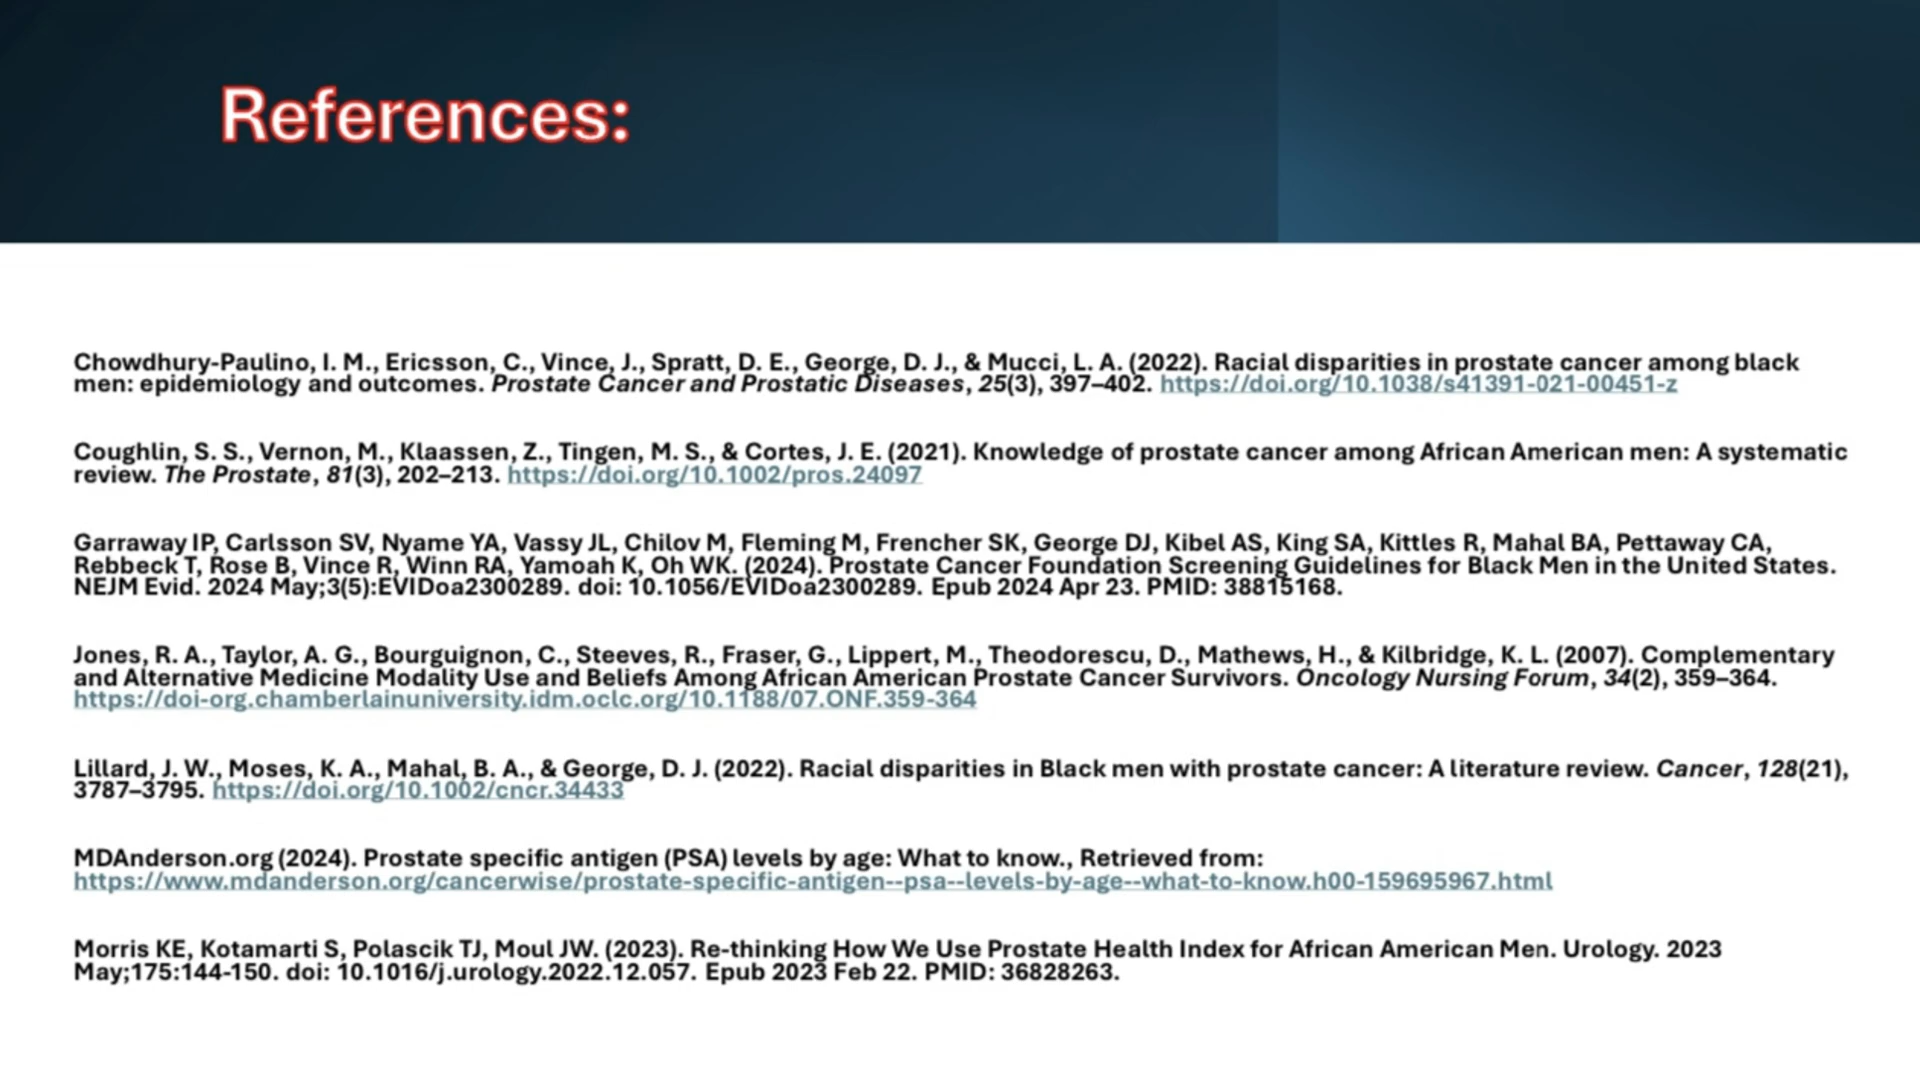 References:
Chowdhury-Paulino, I. M., Ericsson, C., Vince, J., Spratt, D. E., George, D. J., & Mucci, L. A. (2022). Racial disparities in prostate cancer among black
men: epidemiology and outcomes. Prostate Cancer and Prostatic Diseases, 25(3), 397–402. https://doi.org/10.1038/s41391-021-00451-z
Coughlin, S. S., Vernon, M., Klaassen, Z., Tingen, M. S., & Cortes, J. E. (2021). Knowledge of prostate cancer among African American men: A systematic
review. The Prostate, 81(3), 202–213. https://doi.org/10.1002/pros.24097
Garraway IP, Carlsson SV, Nyame YA, Vassy JL, Chilov M, Fleming M, Frencher SK, George DJ, Kibel AS, King SA, Kittles R, Mahal BA, Pettaway CA,
Rebbeck T, Rose B, Vince R, Winn RA, Yamoah K, Oh WK. (2024). Prostate Cancer Foundation Screening Guidelines for Black Men in the United States.
NEJM Evid. 2024 May;3(5):EVIDoa2300289. doi: 10.1056/EVIDoa2300289. Epub 2024 Apr 23. PMID: 38815168.
Jones, R. A., Taylor, A. G., Bourguignon, C., Steeves, R., Fraser, G., Lippert, M., Theodorescu, D., Mathews, H., & Kilbridge, K. L. (2007). Complementary
and Alternative Medicine Modality Use and Beliefs Among African American Prostate Cancer Survivors. Oncology Nursing Forum, 34(2), 359–364.
https://doi-org.chamberlainuniversity.idm.oclc.org/10.1188/07.ONF.359-364
Lillard, J. W., Moses, K. A., Mahal, B. A., & George, D. J. (2022). Racial disparities in Black men with prostate cancer: A literature review. Cancer, 128(21),
3787–3795. https://doi.org/10.1002/cncr.34433
MDAnderson.org (2024). Prostate specific antigen (PSA) levels by age: What to know., Retrieved from:
https://www.mdanderson.org/cancerwise/prostate-specific-antigen--psa--levels-by-age--what-to-know.h00-159695967.html
Morris KE, Kotamarti S, Polascik TJ, Moul JW. (2023). Re-thinking How We Use Prostate Health Index for African American Men. Urology. 2023
May;175:144-150. doi: 10.1016/j.urology.2022.12.057. Epub 2023 Feb 22. PMID: 36828263.